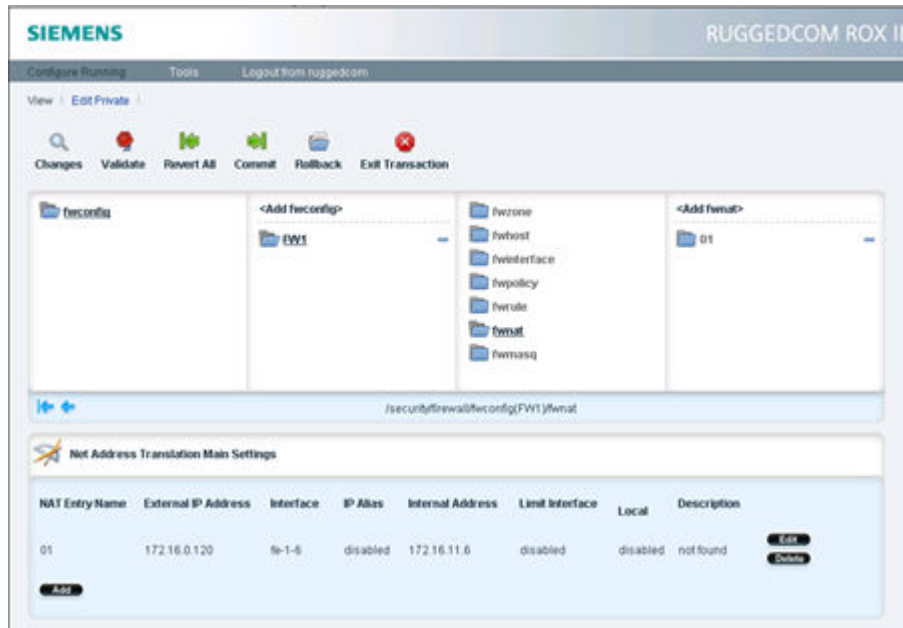 SIEMENS
RUGGEDCOM ROX II
Configure Running Tools Logout from ruggedcom
View Edit Private
Changes Validate Revert All Commit Rollback Exit Transaction
fwconfig
<Add fwconfig>
FW1
fwzone
fwhost
fwinterface
fwpolicy
fwrule
fwnat
fwmasq
<Add fwnat>
01
/security/firewall/fwconfig{FW1}/fwnat
Net Address Translation Main Settings
NAT Entry Name External IP Address Interface IP Alias Internal Address Limit Interface Local Description
01 172.16.0.120 fe-1-6 disabled 172.16.11.6 disabled disabled not found
Edit
Delete
Add